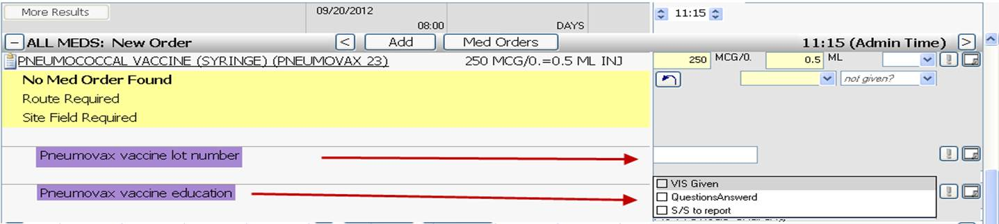 More Results
09/20/2012
11:15
08:00 DAYS
− ALL MEDS: New Order < Add Med Orders 11:15 (Admin Time) >
PNEUMOCOCCAL VACCINE (SYRINGE) (PNEUMOVAX 23) 250 MCG/0.=0.5 ML INJ 250 MCG/0. 0.5 ML
No Med Order Found not given?
Route Required
Site Field Required
Pneumovax vaccine lot number
VIS Given
Pneumovax vaccine education QuestionsAnswerd
S/S to report